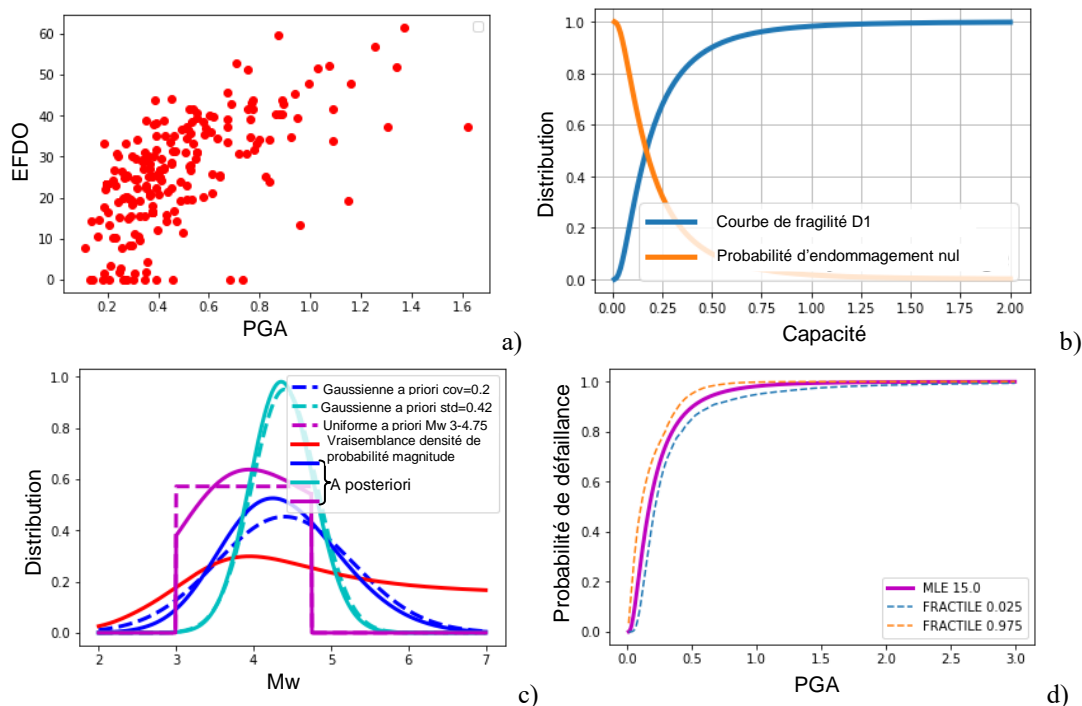 60
50
40
30
20
10
0
EFDO
0.2 0.4 0.6 0.8 1.0 1.2 1.4 1.6
PGA
a)
1.0
0.8
0.6
0.4
0.2
0.0
Distribution
Courbe de fragilité D1
Probabilité d'endommagement nul
0.00 0.25 0.50 0.75 1.00 1.25 1.50 1.75 2.00
Capacité
b)
1.0
0.8
0.6
0.4
0.2
0.0
Distribution
Gaussienne a priori cov=0.2
Gaussienne a priori std=0.42
Uniforme a priori Mw 3-4.75
Vraisemblance densité de
probabilité magnitude
A posteriori
2 3 4 5 6 7
Mw
c)
1.0
0.8
0.6
0.4
0.2
0.0
Probabilité de défaillance
MLE 15.0
FRACTILE 0.025
FRACTILE 0.975
0.0 0.5 1.0 1.5 2.0 2.5 3.0
PGA
d)